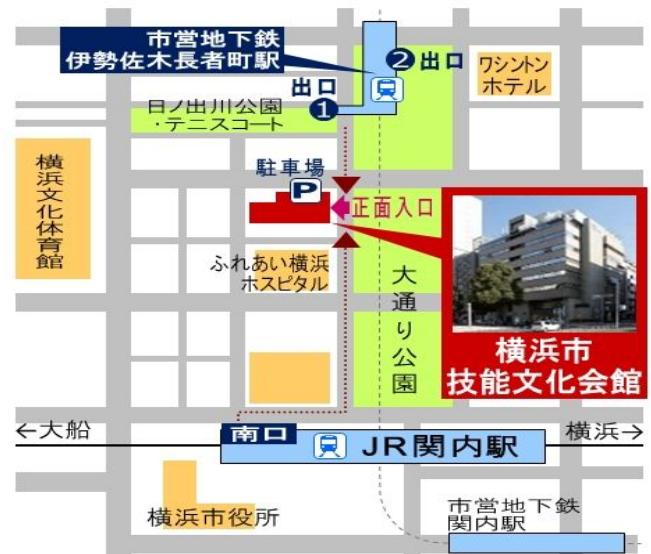 市営地下鉄
伊勢佐木長者町駅
❷出口
ワシントン
ホテル
出口
❶
日ノ出川公園
・テニスコート
横浜文化体育館
駐車場
P
正面入口
ふれあい横浜
ホスピタル
大通り公園
横浜市
技能文化会館
←大船
南口
JR関内駅
横浜→
横浜市役所
市営地下鉄
関内駅